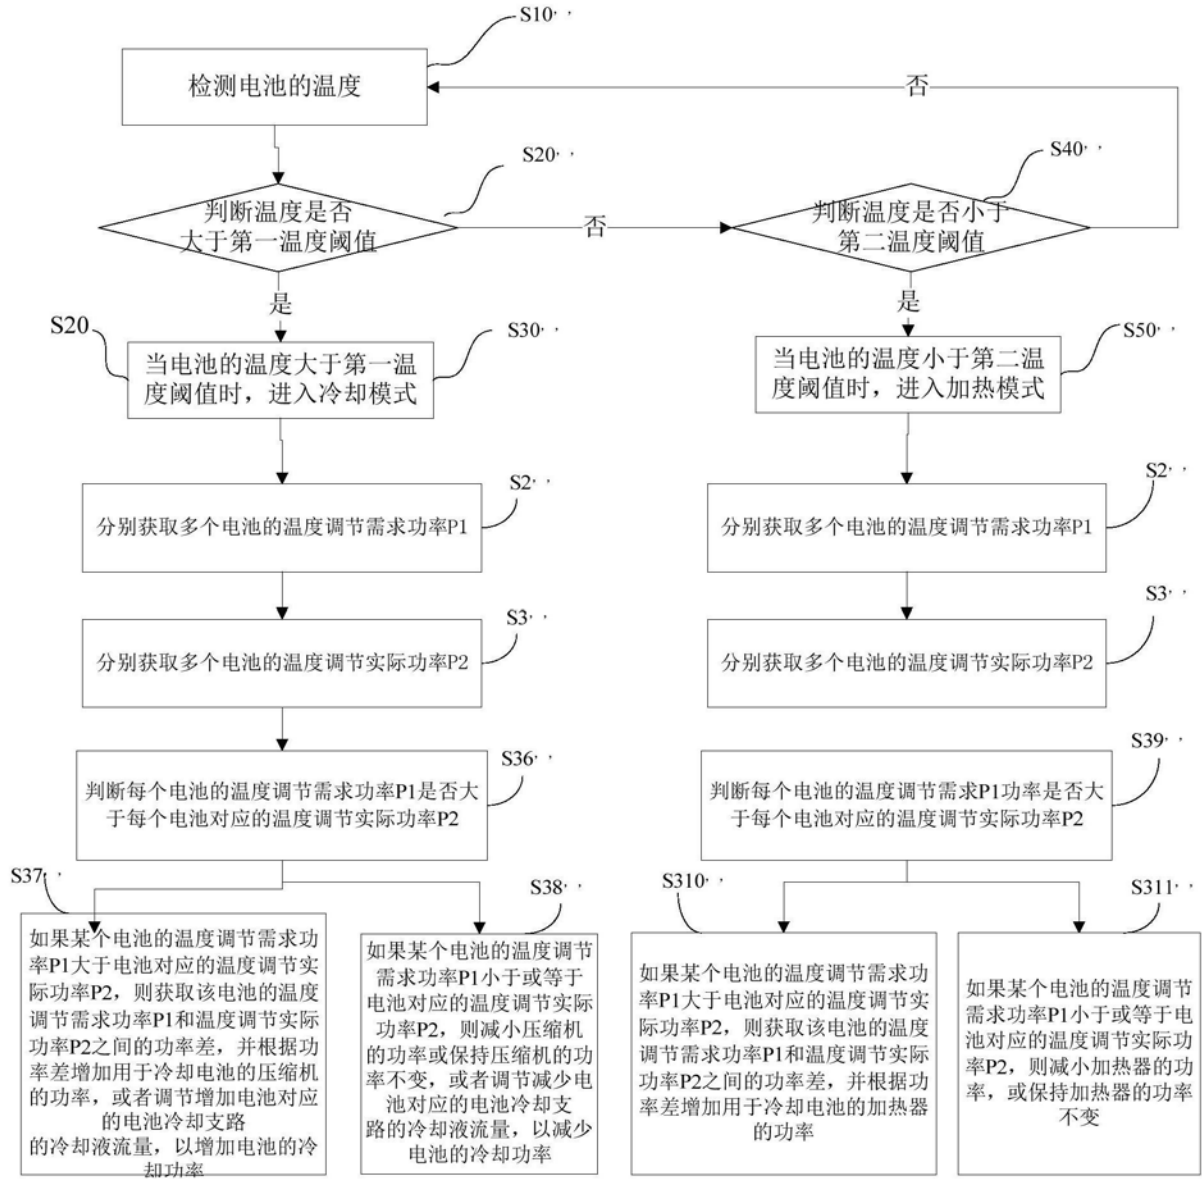 S10''
检测电池的温度
否
S20''
判断温度是否
大于第一温度阈值
否
S40''
判断温度是否小于
第二温度阈值
是
是
S20
S30''
当电池的温度大于第一温
度阈值时，进入冷却模式
S50''
当电池的温度小于第二温
度阈值时，进入加热模式
S2''
分别获取多个电池的温度调节需求功率P1
S2''
分别获取多个电池的温度调节需求功率P1
S3''
分别获取多个电池的温度调节实际功率P2
S3''
分别获取多个电池的温度调节实际功率P2
S36''
判断每个电池的温度调节需求功率P1是否大
于每个电池对应的温度调节实际功率P2
S39''
判断每个电池的温度调节需求P1功率是否大
于每个电池对应的温度调节实际功率P2
S37''
如果某个电池的温度调节需求功
率P1大于电池对应的温度调节实
际功率P2，则获取该电池的温度
调节需求功率P1和温度调节实际
功率P2之间的功率差，并根据功
率差增加用于冷却电池的压缩机
的功率，或者调节增加电池对应
的电池冷却支路
的冷却液流量，以增加电池的冷
却功率
S38''
如果某个电池的温度调节
需求功率P1小于或等于
电池对应的温度调节实际
功率P2，则减小压缩机
的功率或保持压缩机的功
率不变，或者调节减少电
池对应的电池冷却支
路的冷却液流量，以减少
电池的冷却功率
S310''
如果某个电池的温度调节需求功
率P1大于电池对应的温度调节实
际功率P2，则获取该电池的温度
调节需求功率P1和温度调节实际
功率P2之间的功率差，并根据功
率差增加用于冷却电池的加热器
的功率
S311''
如果某个电池的温度调节
需求功率P1小于或等于电
池对应的温度调节实际功
率P2，则减小加热器的功
率，或保持加热器的功率
不变